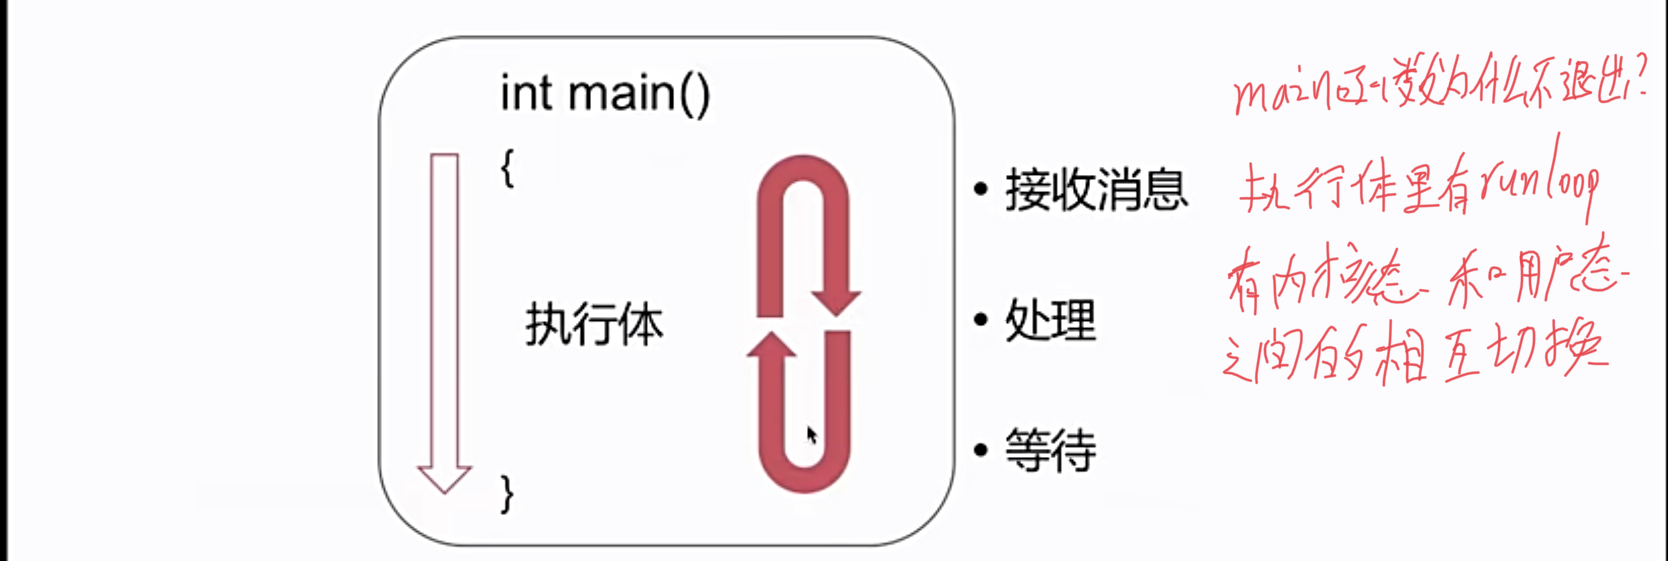 int main()
{
执行体
}
• 接收消息
• 处理
• 等待
main函数为什么不退出?
执行体里有runloop
有内核态和用户态
之间的相互切换